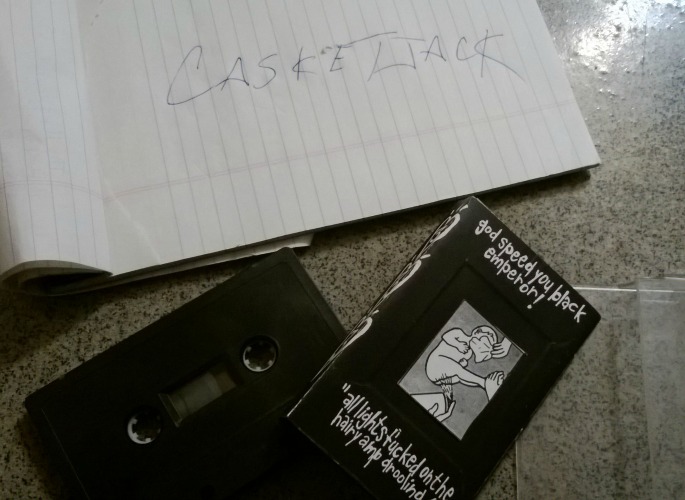 CASKETJACK
god speed you black
emperor!
"all lights fucked on the
hairy amp drooling